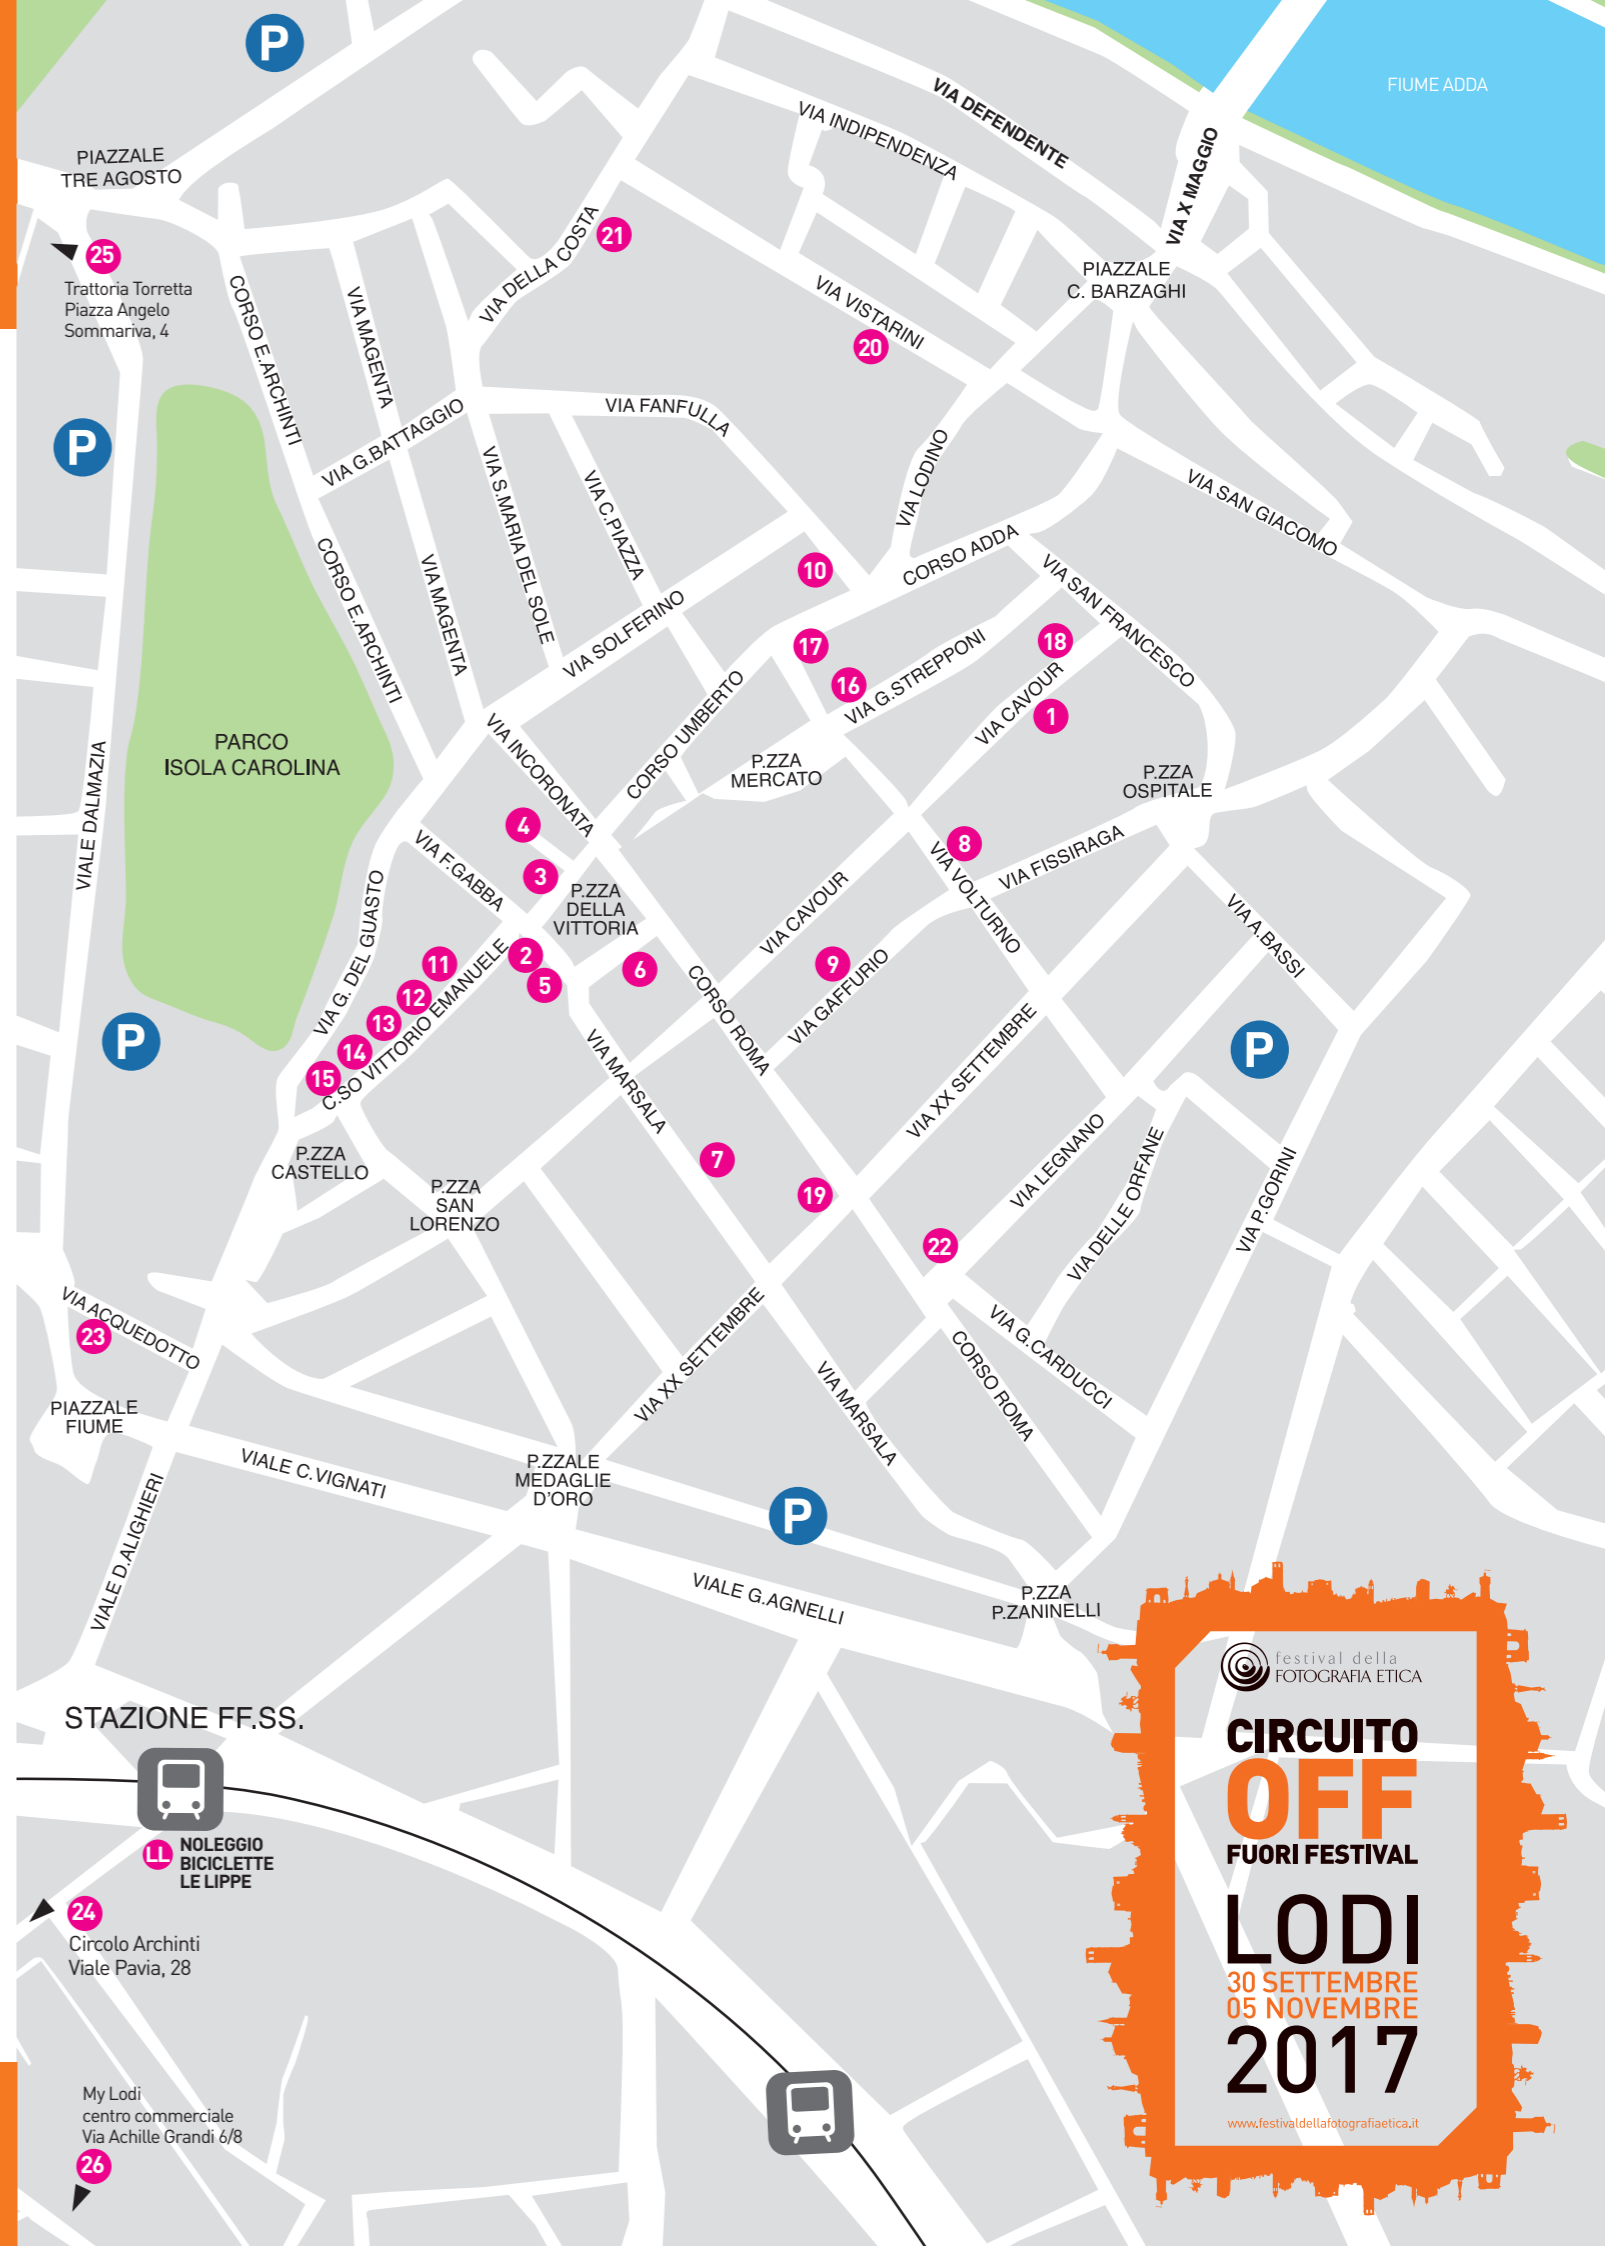 P
FIUME ADDA
VIA DEFENDENTE
VIA INDIPENDENZA
VIA X MAGGIO
PIAZZALE
TRE AGOSTO
25
Trattoria Torretta
Piazza Angelo
Sommariva, 4
VIA DELLA COSTA
21
PIAZZALE
C. BARZAGHI
CORSO E.ARCHINTI
VIA MAGENTA
VIA VISTARINI
20
P
VIA G.BATTAGGIO
VIA FANFULLA
VIA S.MARIA DEL SOLE
VIA C.PIAZZA
VIA LODINO
VIA SAN GIACOMO
CORSO E.ARCHINTI
VIA MAGENTA
10
CORSO ADDA
VIA SAN FRANCESCO
VIA SOLFERINO
17
18
16
VIA G.STREPPONI
VIA CAVOUR
1
PARCO
ISOLA CAROLINA
VIA INCORONATA
CORSO UMBERTO
P.ZZA
MERCATO
P.ZZA
OSPITALE
VIALE DALMAZIA
4
VIA F.GABBA
3
8
VIA VOLTURNO
VIA FISSIRAGA
P.ZZA
DELLA
VITTORIA
VIA CAVOUR
VIA A.BASSI
VIA G. DEL GUASTO
2
5
6
9
11
12
13
14
15
C.SO VITTORIO EMANUELE
CORSO ROMA
VIA GAFFURIO
P
P
VIA MARSALA
VIA XX SETTEMBRE
P.ZZA
CASTELLO
7
19
VIA LEGNANO
VIA DELLE ORFANE
VIA P.GORINI
P.ZZA
SAN
LORENZO
22
VIA ACQUEDOTTO
23
VIA XX SETTEMBRE
VIA MARSALA
CORSO ROMA
VIA G.CARDUCCI
PIAZZALE
FIUME
VIALE C.VIGNATI
P.ZZALE
MEDAGLIE
D'ORO
P
VIALE D.ALIGHIERI
VIALE G.AGNELLI
P.ZZA
P.ZANINELLI
STAZIONE FF.SS.
LL
NOLEGGIO
BICICLETTE
LE LIPPE
24
Circolo Archinti
Viale Pavia, 28
My Lodi
centro commerciale
Via Achille Grandi 6/8
26
festival della
FOTOGRAFIA ETICA
CIRCUITO
OFF
FUORI FESTIVAL
LODI
30 SETTEMBRE
05 NOVEMBRE
2017
www.festivaldellafotografiaetica.it